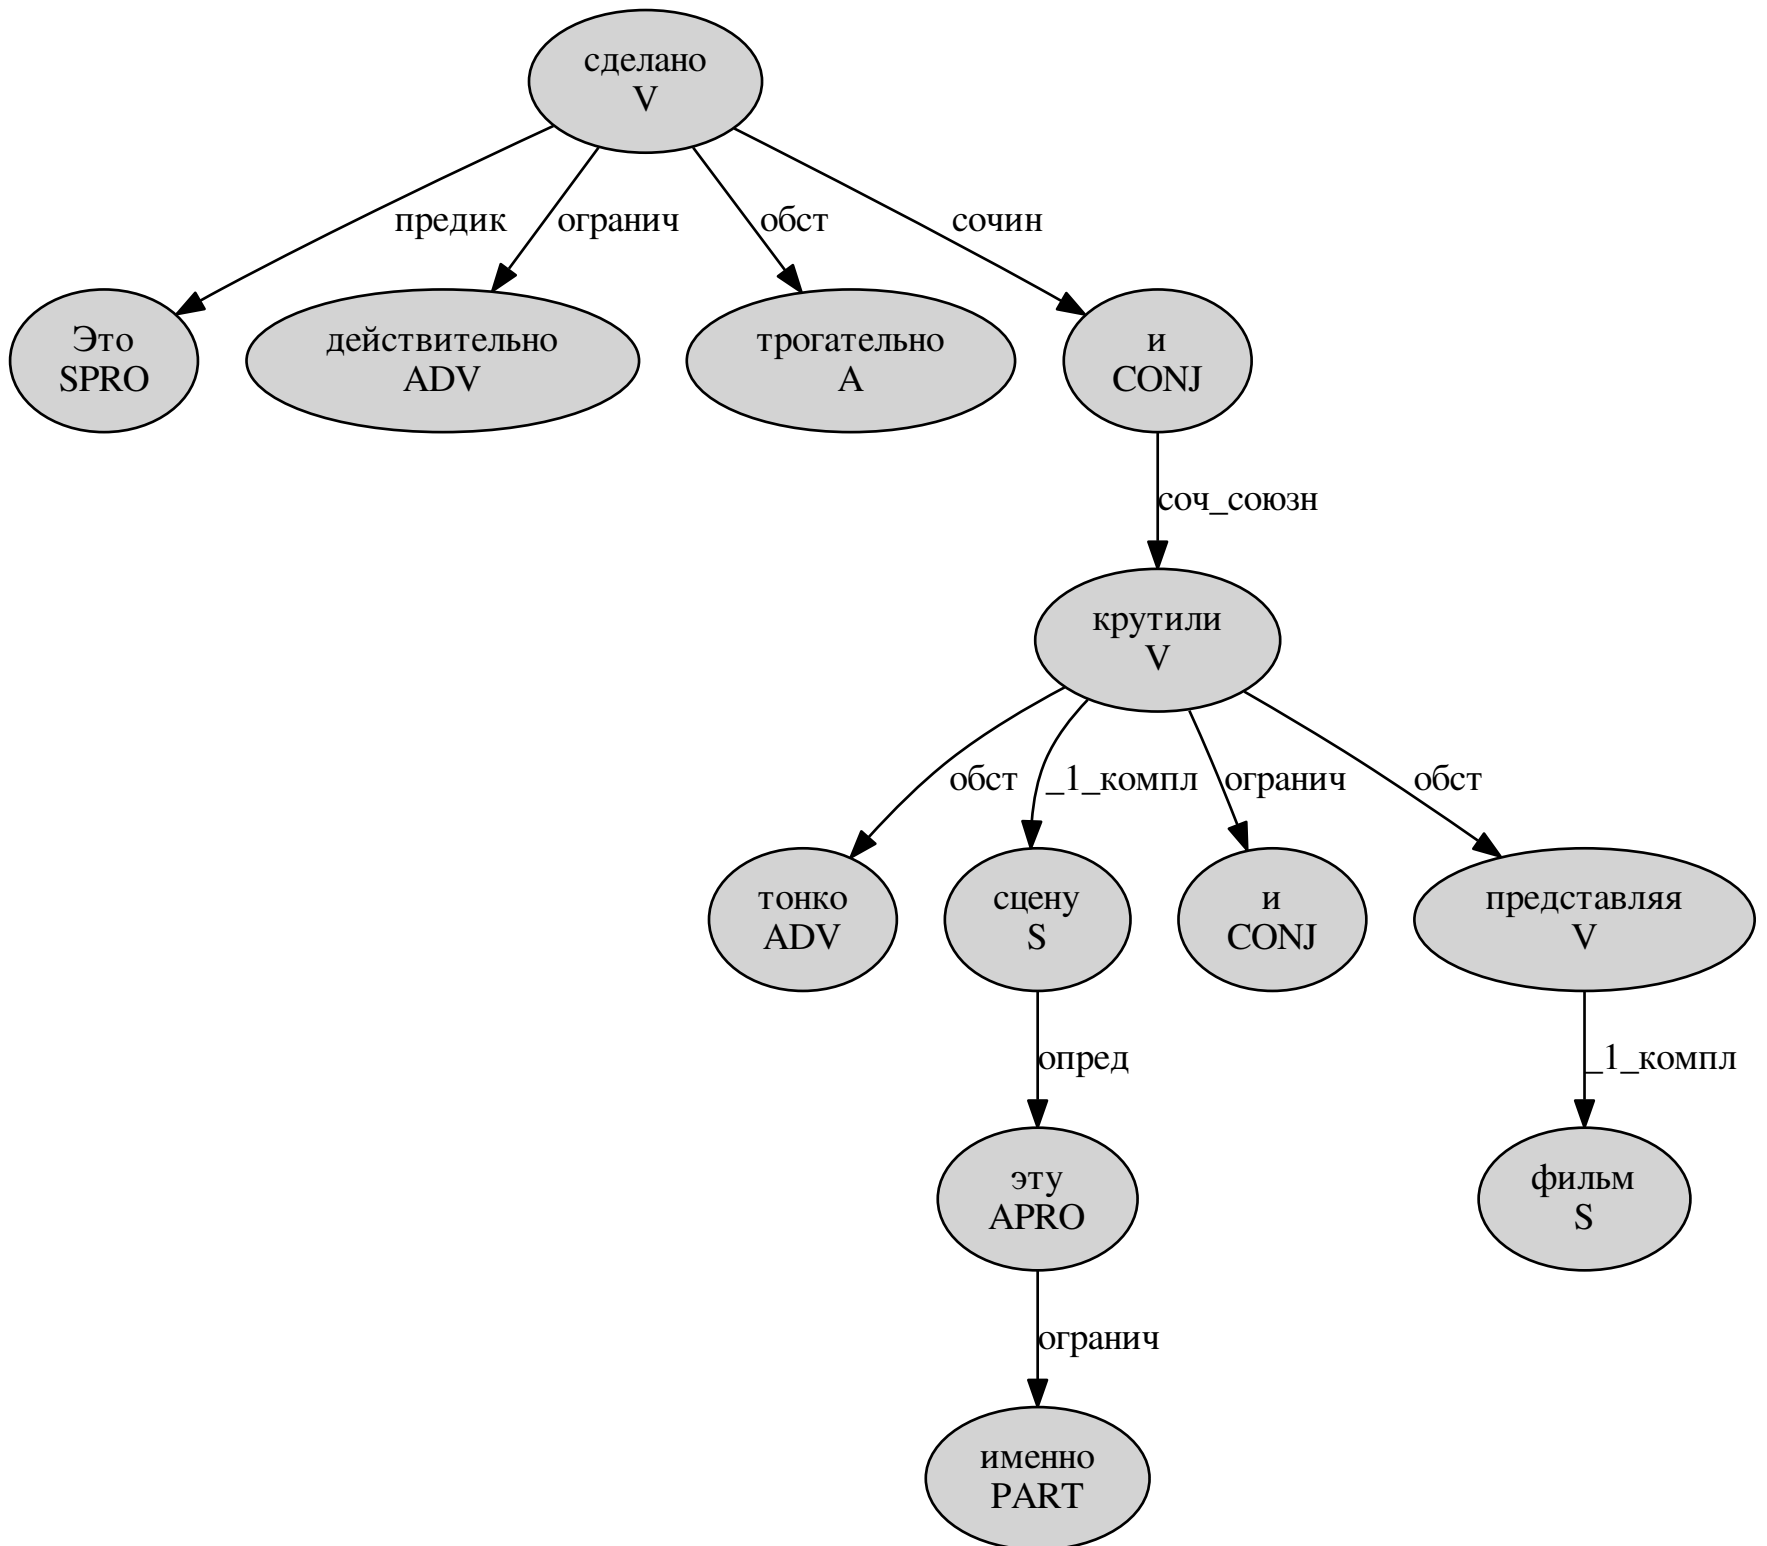 сделано
V
предик
огранич
обст
сочин
Это
SPRO
действительно
ADV
трогательно
A
и
CONJ
соч_союзн
крутили
V
обст
_1_компл
огранич
обст
тонко
ADV
сцену
S
и
CONJ
представляя
V
опред
_1_компл
эту
APRO
фильм
S
огранич
именно
PART